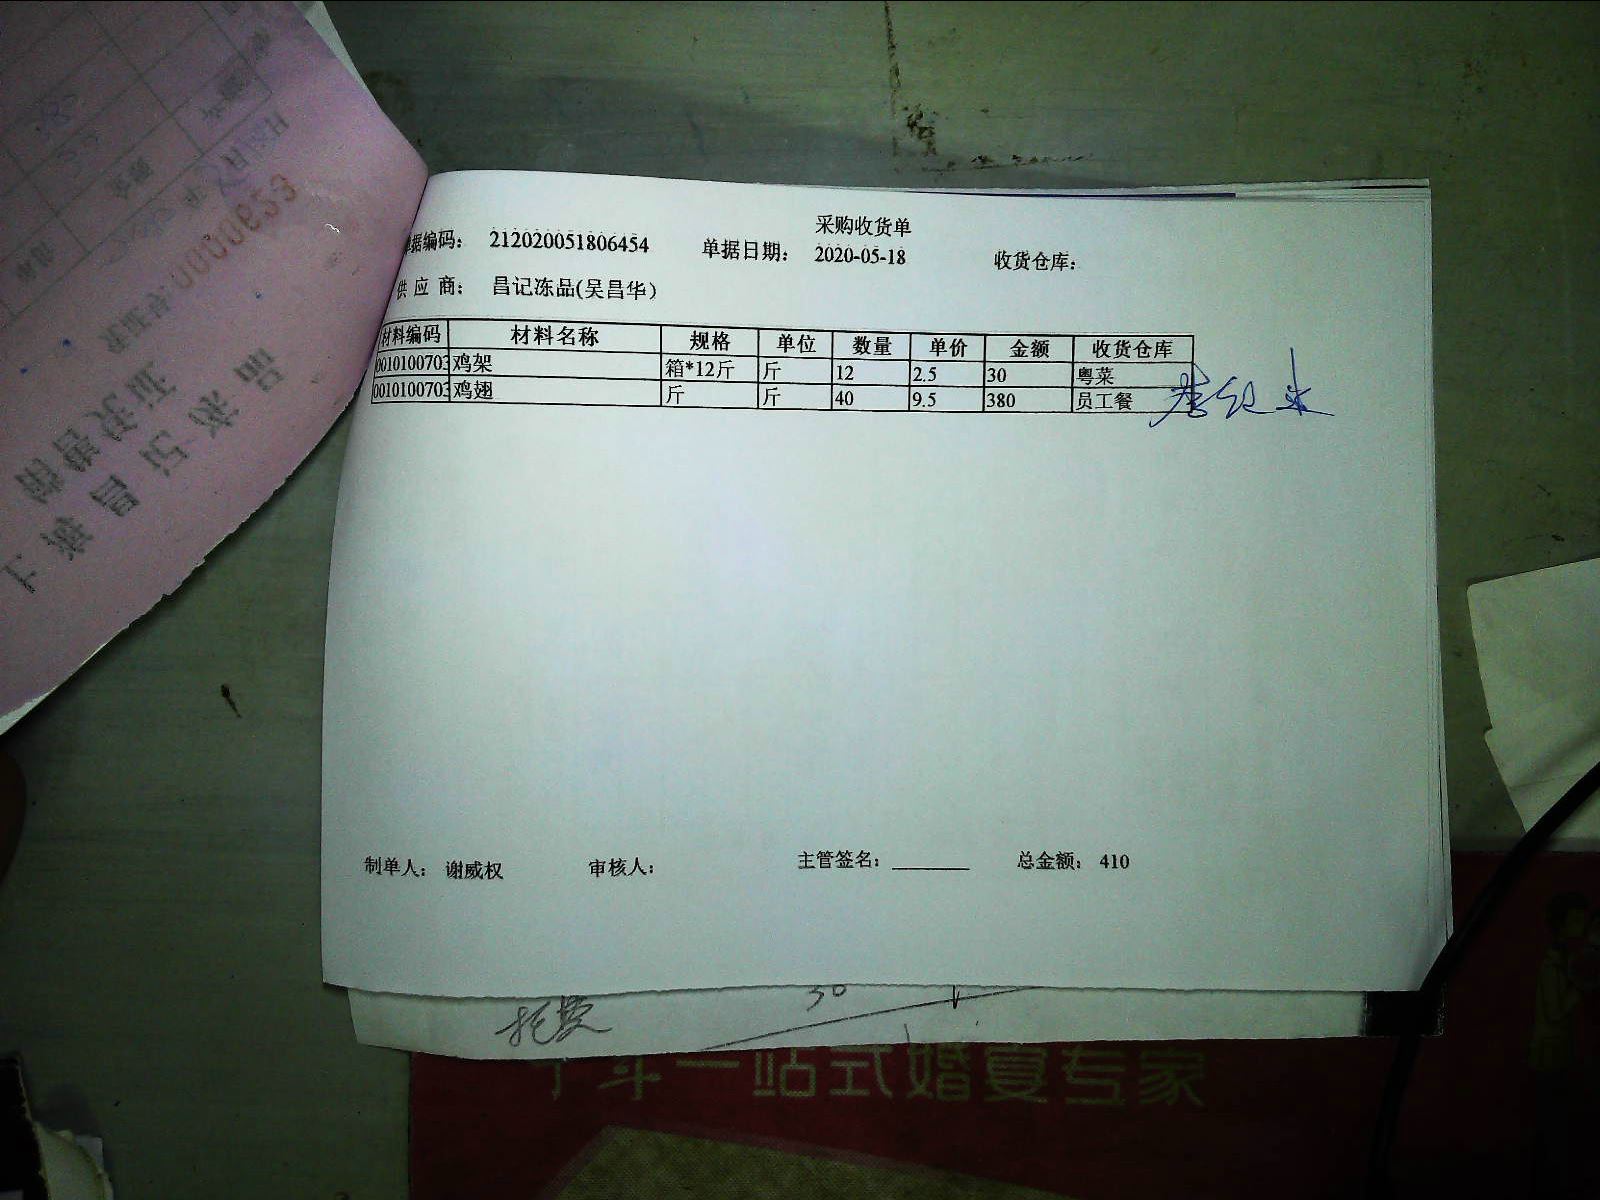 采购收货单
单据编码： 212020051806454 单据日期： 2020-05-18 收货仓库：
供应商： 昌记冻品(吴昌华）
材料编码 材料名称 规格 单位 数量 单价 金额 收货仓库
0010100703 鸡架 箱*12斤 斤 12 2.5 30 粤菜
0010100703 鸡翅 斤 斤 40 9.5 380 员工餐
制单人： 谢威权 审核人： 主管签名： 总金额： 410
30
一站式婚宴专家
0000623